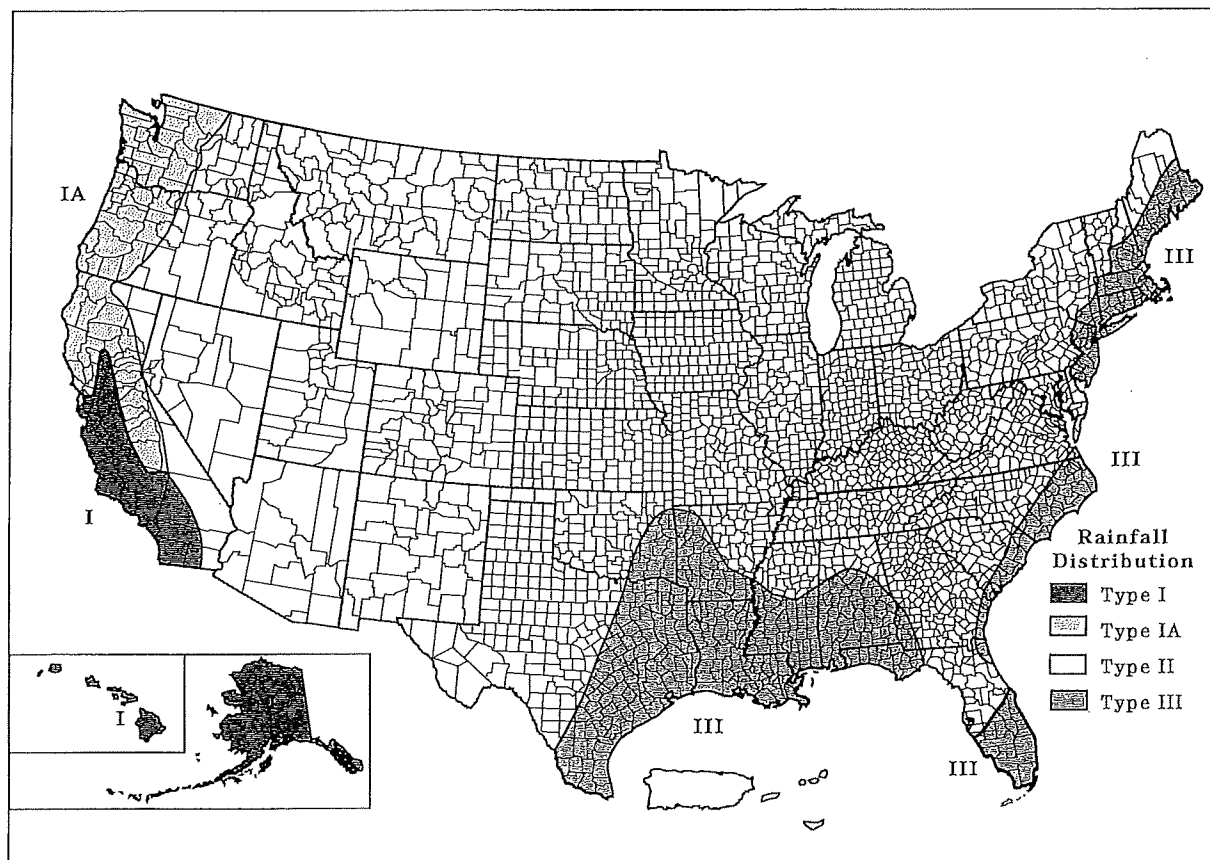 IA
III
III
I
Rainfall
Distribution
Type I
Type IA
Type II
Type III
I
III
III